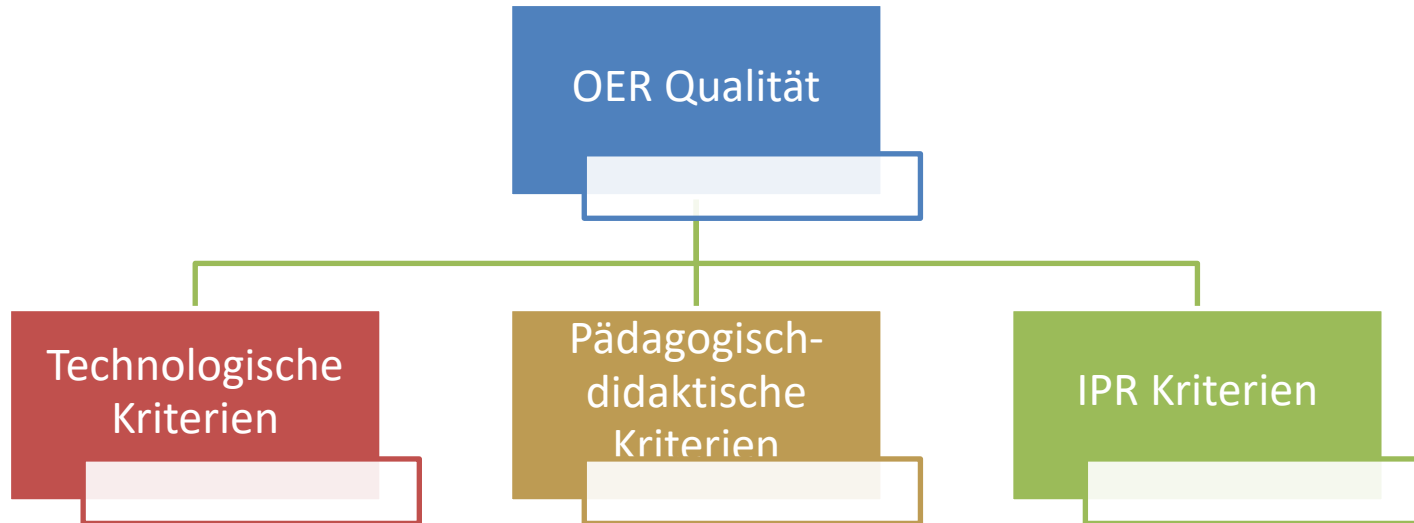 OER Qualität
Technologische
Kriterien
Pädagogisch-
didaktische
Kriterien
IPR Kriterien